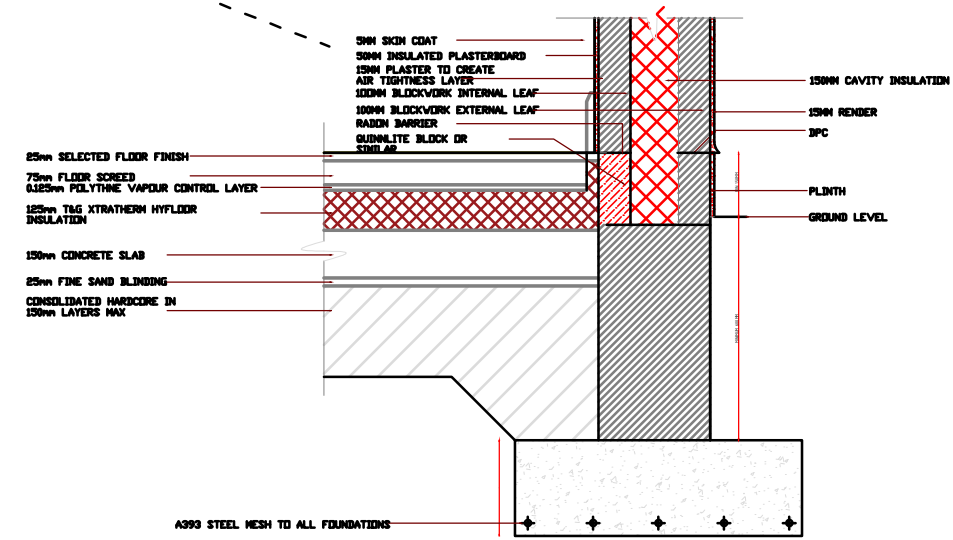 5MM SKIM COAT
50MM INSULATED PLASTERBOARD
15MM PLASTER TO CREATE
AIR TIGHTNESS LAYER
100MM BLOCKWORK INTERNAL LEAF
100MM BLOCKWORK EXTERNAL LEAF
RADON BARRIER
QUINNLITE BLOCK OR
SIMILAR
25mm SELECTED FLOOR FINISH
75mm FLOOR SCREED
0.125mm POLYTHNE VAPOUR CONTROL LAYER
125mm T&G XTRATHERM HYFLOOR
INSULATION
150mm CONCRETE SLAB
25mm FINE SAND BLINDING
CONSOLIDATED HARDCORE IN
150mm LAYERS MAX
A393 STEEL MESH TO ALL FOUNDATIONS
150MM CAVITY INSULATION
15MM RENDER
DPC
PLINTH
GROUND LEVEL